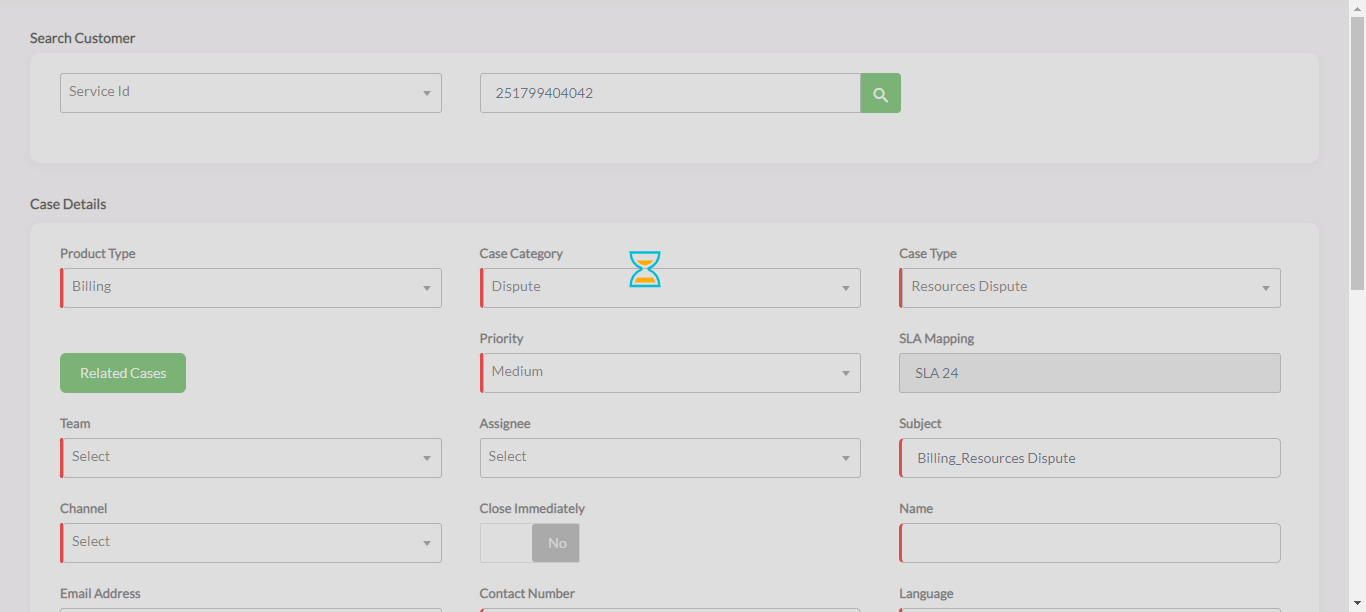 Search Customer
Service Id
251799404042
Case Details
Product Type
Case Category
Case Type
Billing
Dispute
Resources Dispute
Priority
SLA Mapping
Related Cases
Medium
SLA 24
Team
Assignee
Subject
Select
Select
Billing_Resources Dispute
Channel
Close Immediately
Name
Select
No
Email Address
Contact Number
Language